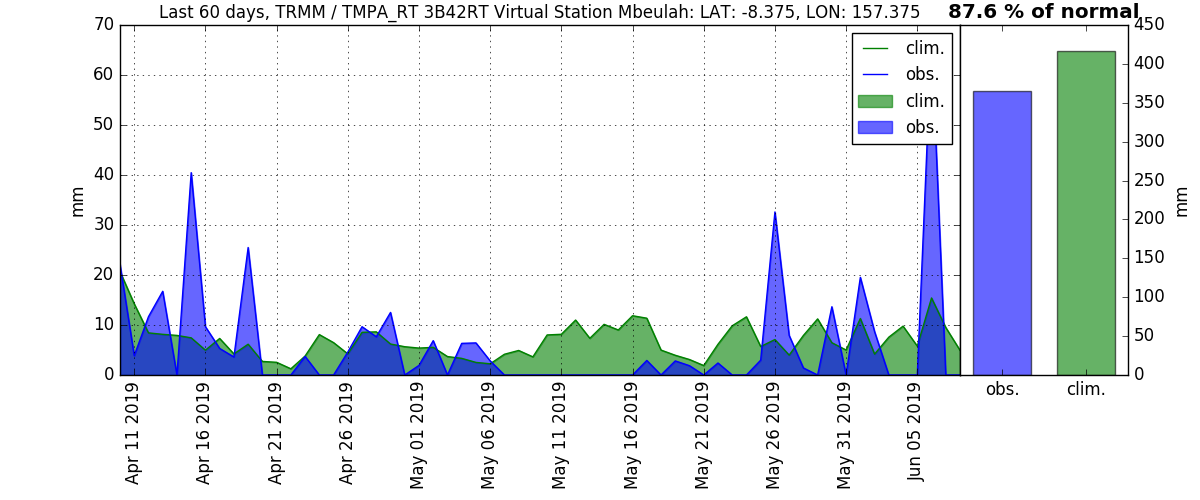 Last 60 days, TRMM / TMPA_RT 3B42RT Virtual Station Mbeulah: LAT: -8.375, LON: 157.375
87.6 % of normal
70
60
50
40
30
20
10
0
mm
clim.
obs.
clim.
obs.
450
400
350
300
250
200
150
100
50
0
mm
Apr 11 2019
Apr 16 2019
Apr 21 2019
Apr 26 2019
May 01 2019
May 06 2019
May 11 2019
May 16 2019
May 21 2019
May 26 2019
May 31 2019
Jun 05 2019
obs.
clim.